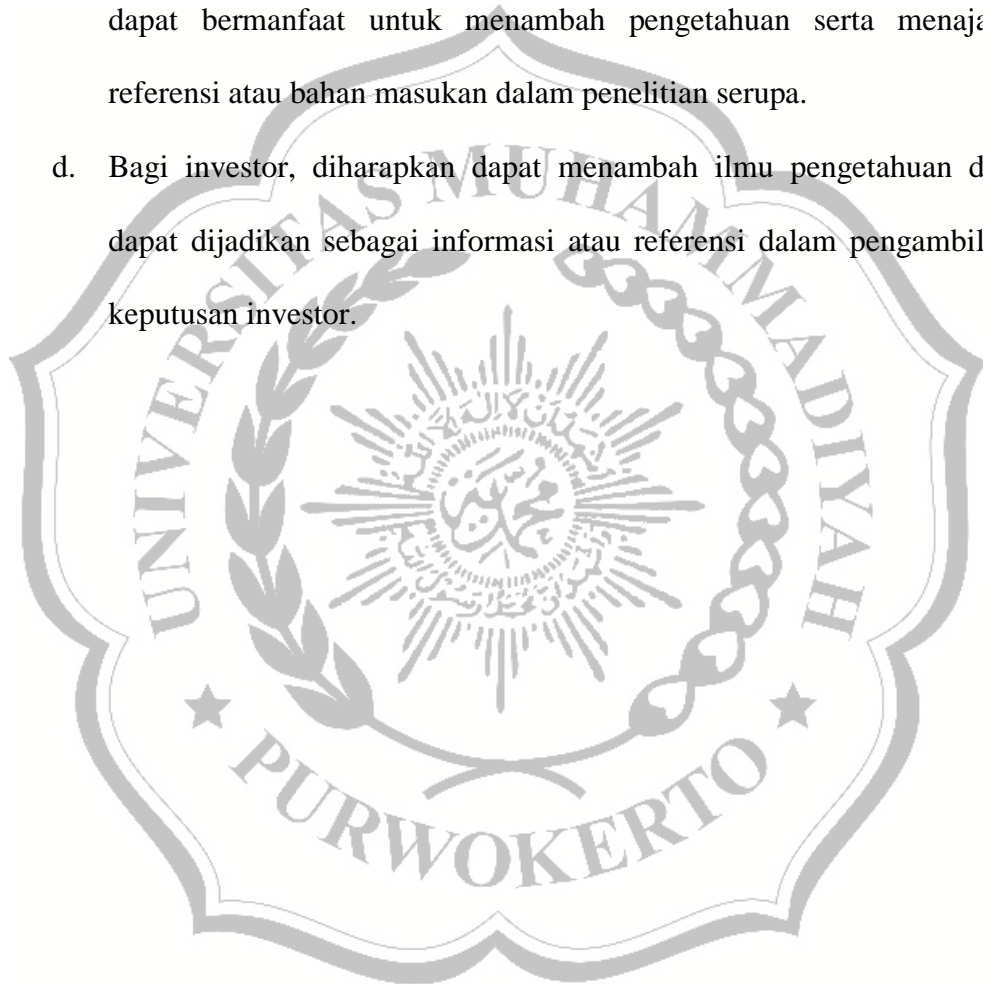 dapat bermanfaat untuk menambah pengetahuan serta menaja
referensi atau bahan masukan dalam penelitian serupa.
d. Bagi investor, diharapkan dapat menambah ilmu pengetahuan d
dapat dijadikan sebagai informasi atau referensi dalam pengambil
keputusan investor.
UNIVERSITAS MUHAMMADIYAH
PURWOKERTO